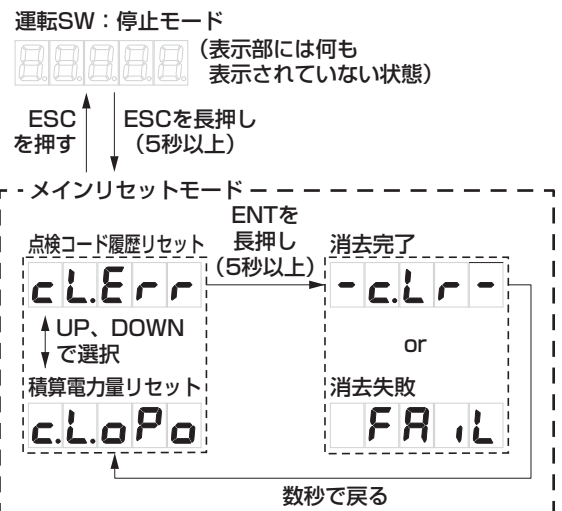 運転SW：停止モード
8.8.8.8.8.
（表示部には何も
表示されていない状態）
ESC
を押す
ESCを長押し
（5秒以上）
メインリセットモード
点検コード履歴リセット
cL.Err
UP、DOWN
で選択
積算電力量リセット
c.L.oPo
ENTを
長押し
（5秒以上）
消去完了
-c.Lr-
or
消去失敗
FAiL
数秒で戻る